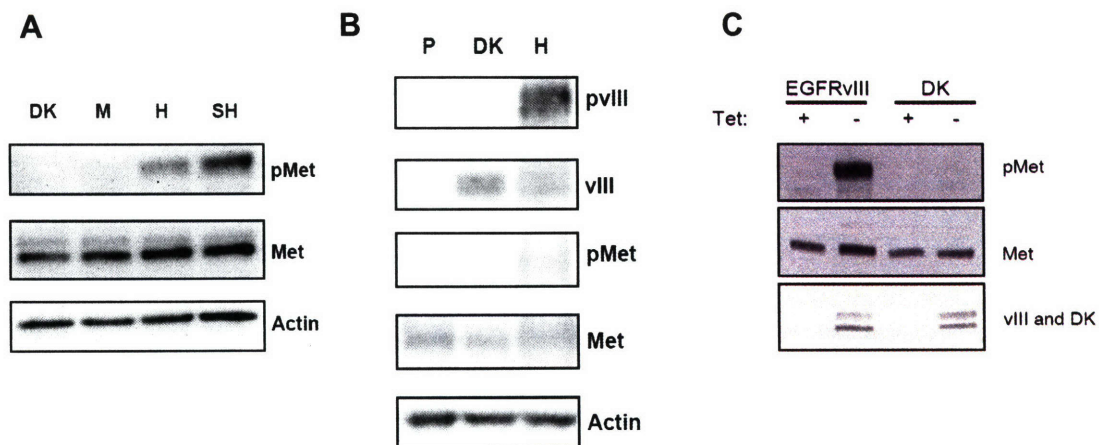 A
DK M H SH
pMet
Met
Actin
B
P DK H
pvIII
vIII
pMet
Met
Actin
C
EGFRvIII DK
Tet: + - + -
pMet
Met
vIII and DK